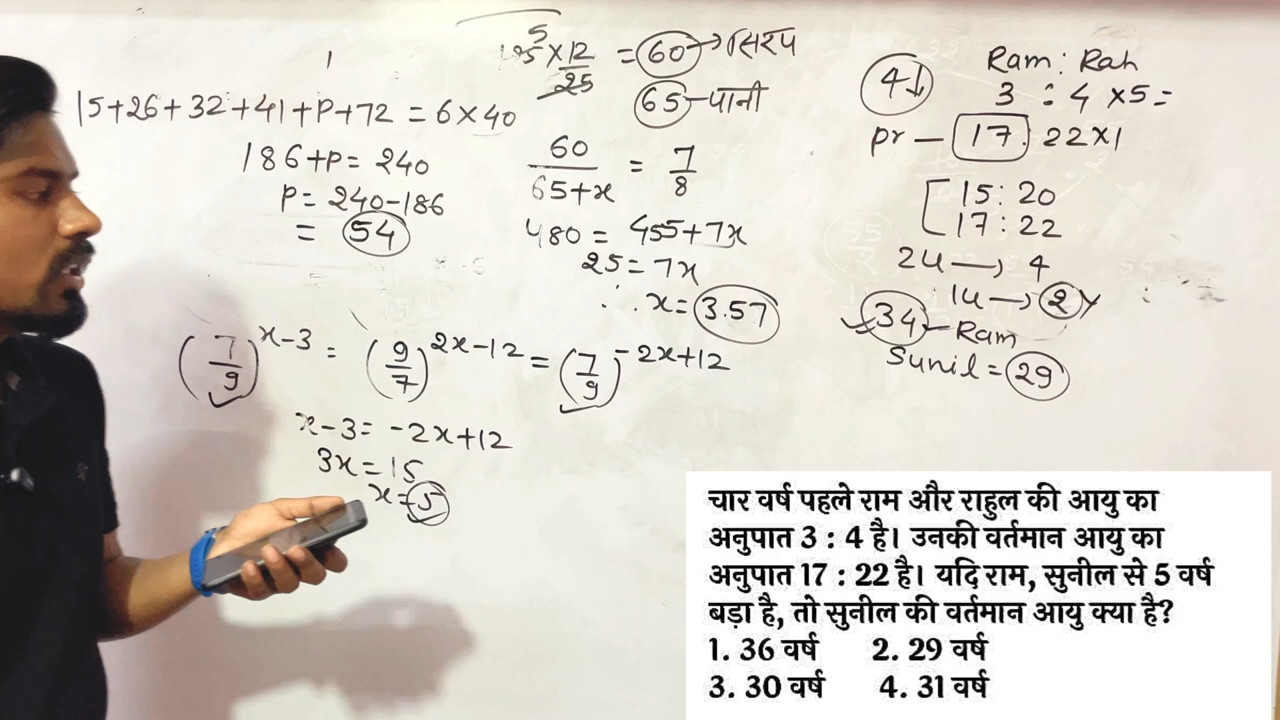 15+26+32+41+P+72 = 6×40
186+P= 240
P= 240-186
= 54
5
×12
25
= 60 → सिरप
65-पानी
60
65+x
= 7
8
480 = 455+7x
25=7x
∴ x= 3.57
4↓
Ram: Rah
3 : 4 ×5=
pr — 17: 22×1
15: 20
17: 22
2u → 4
1u → 2y
34 - Ram
Sunil = 29
(7/9)^x-3 = (9/7)^2x-12 = (7/9)^-2x+12
x-3= -2x+12
3x=15
x=5
चार वर्ष पहले राम और राहुल की आयु का
अनुपात 3 : 4 है। उनकी वर्तमान आयु का
अनुपात 17 : 22 है। यदि राम, सुनील से 5 वर्ष
बड़ा है, तो सुनील की वर्तमान आयु क्या है?
1. 36 वर्ष 2. 29 वर्ष
3. 30 वर्ष 4. 31 वर्ष